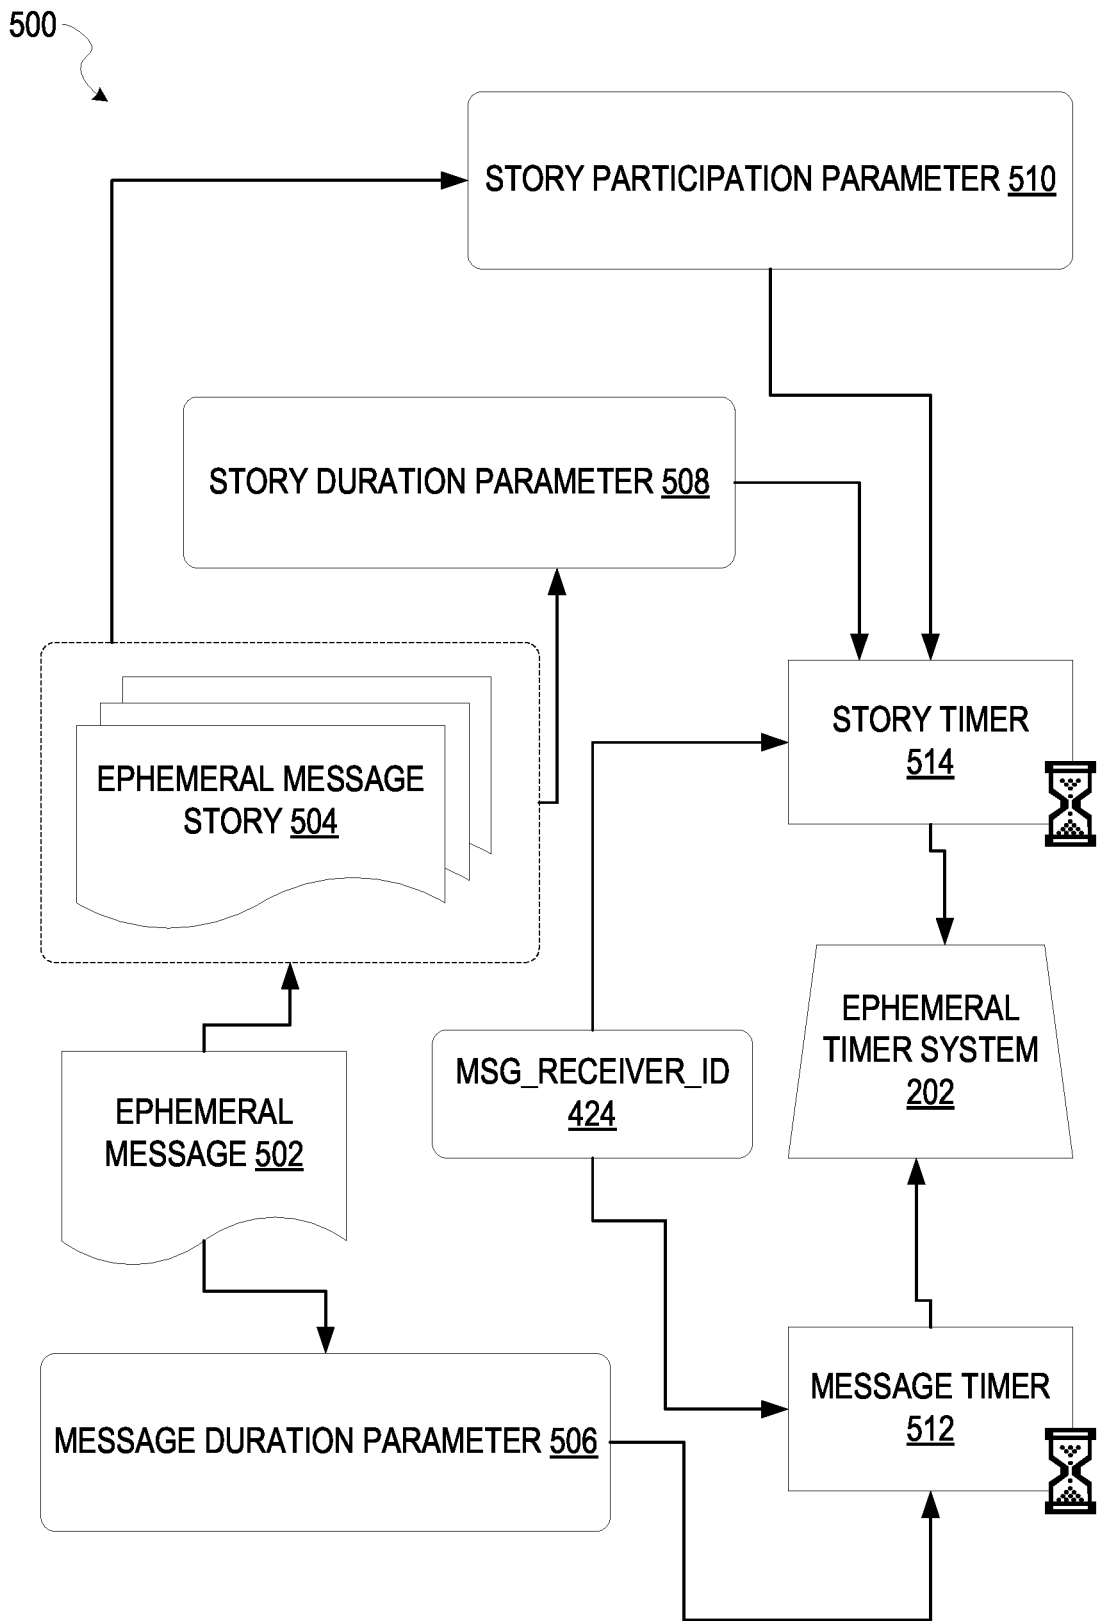 500
STORY PARTICIPATION PARAMETER 510
STORY DURATION PARAMETER 508
STORY TIMER
514
EPHEMERAL MESSAGE
STORY 504
EPHEMERAL
TIMER SYSTEM
202
MSG_RECEIVER_ID
424
EPHEMERAL
MESSAGE 502
MESSAGE TIMER
512
MESSAGE DURATION PARAMETER 506